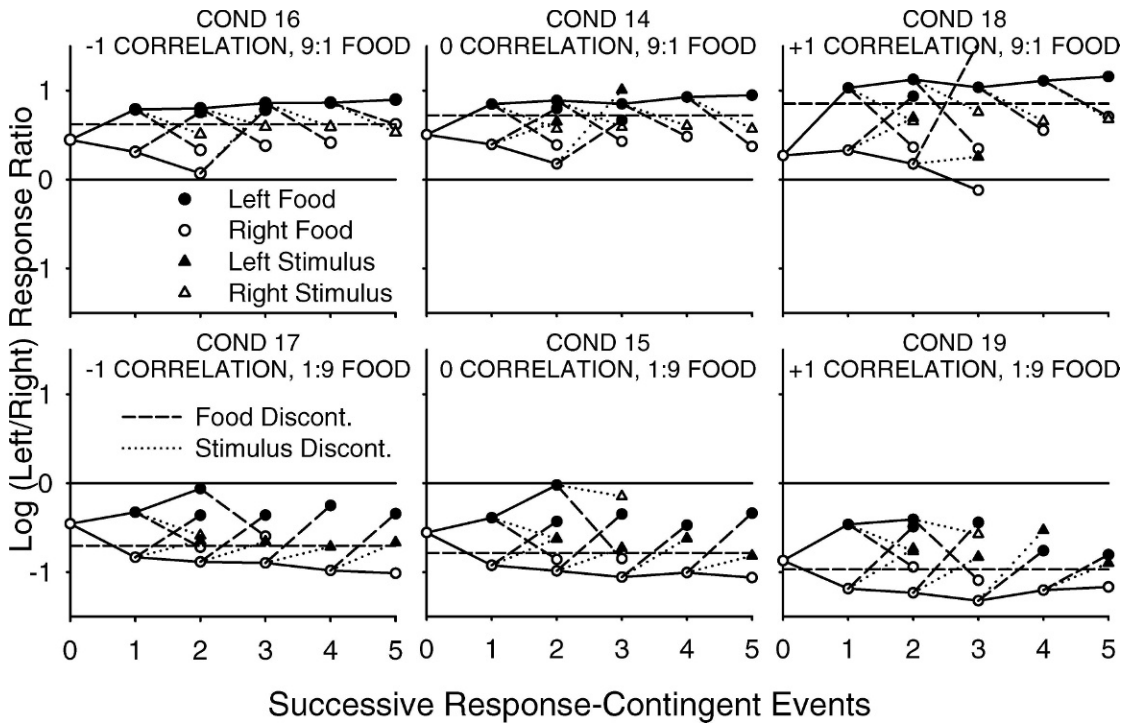 COND 16
-1 CORRELATION, 9:1 FOOD
COND 14
0 CORRELATION, 9:1 FOOD
COND 18
+1 CORRELATION, 9:1 FOOD
1
0
1
Left Food
Right Food
Left Stimulus
Right Stimulus
COND 17
-1 CORRELATION, 1:9 FOOD
COND 15
0 CORRELATION, 1:9 FOOD
COND 19
+1 CORRELATION, 1:9 FOOD
1
0
-1
Food Discont.
Stimulus Discont.
Log (Left/Right) Response Ratio
0 1 2 3 4 5 0 1 2 3 4 5 0 1 2 3 4 5
Successive Response-Contingent Events